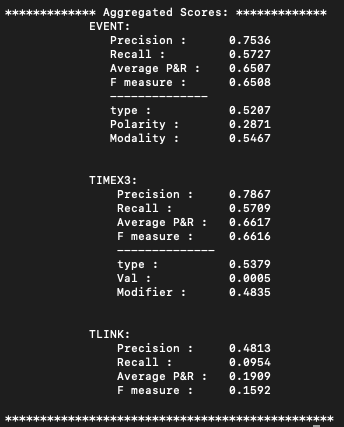 ************* Aggregated Scores: *************
EVENT:
Precision : 0.7536
Recall : 0.5727
Average P&R : 0.6507
F measure : 0.6508
--------------
type : 0.5207
Polarity : 0.2871
Modality : 0.5467
TIMEX3:
Precision : 0.7867
Recall : 0.5709
Average P&R : 0.6617
F measure : 0.6616
--------------
type : 0.5379
Val : 0.0005
Modifier : 0.4835
TLINK:
Precision : 0.4813
Recall : 0.0954
Average P&R : 0.1909
F measure : 0.1592
***********************************************